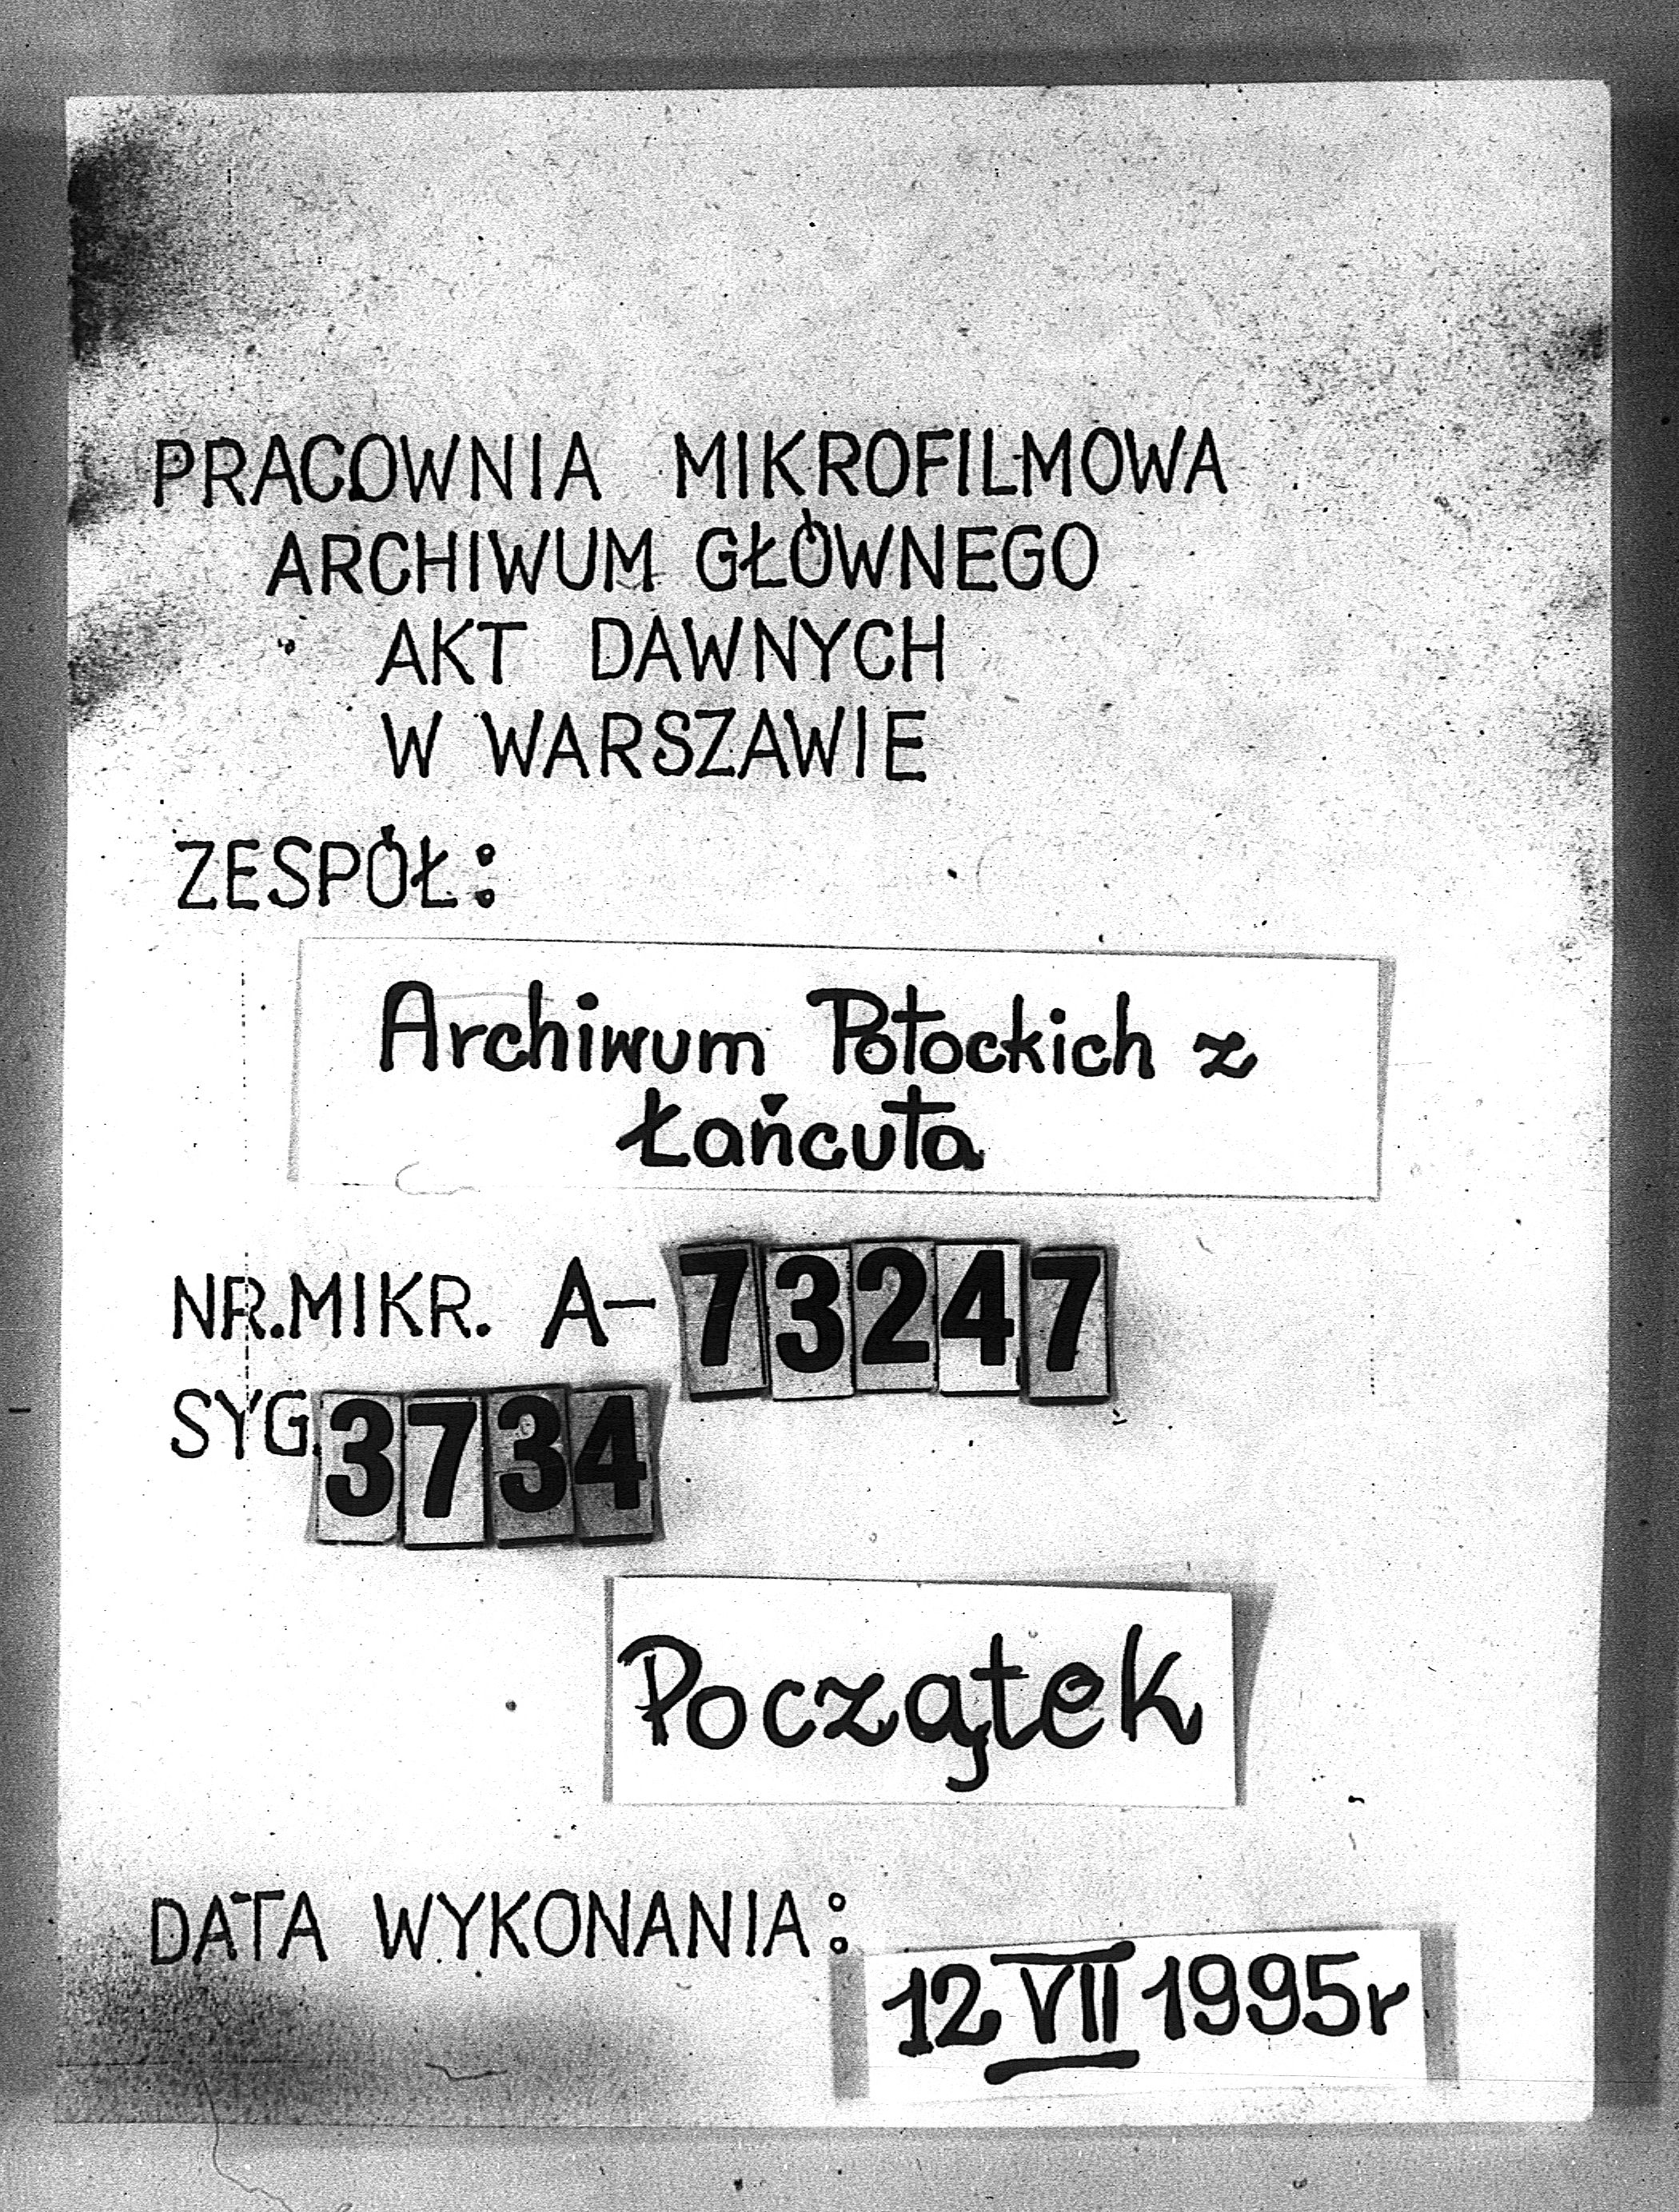 PRACOWNIA MIKROFILMOWA
ARCHIWUM GŁÓWNEGO
AKT DAWNYCH
W WARSZAWIE
ZESPÓŁ:
Archiwum Potockich z
Łańcuta
NR.MIKR. A-73247
SYG.3734
Początek
DATA WYKONANIA:
12 VII 1995r